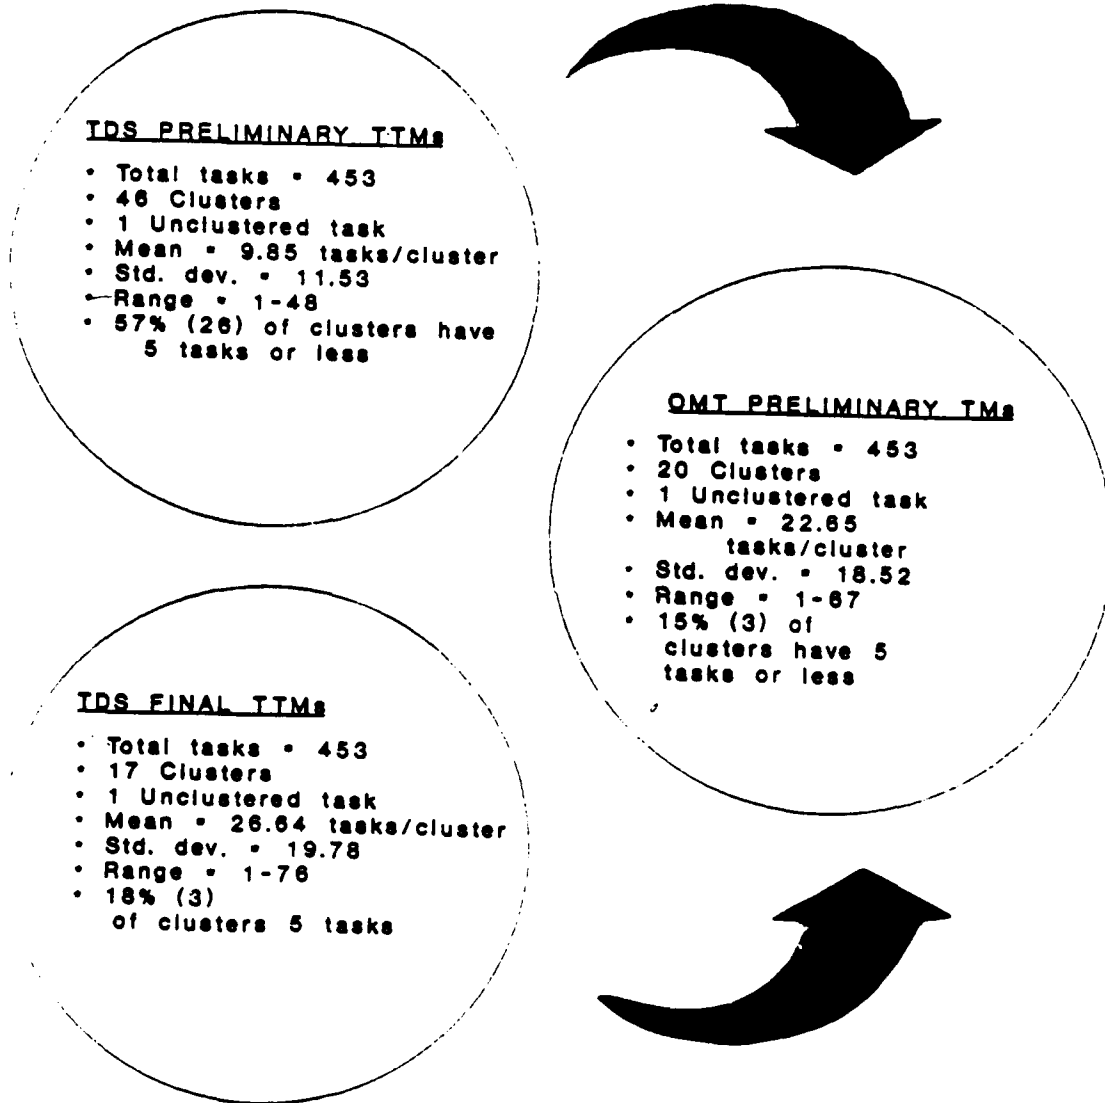 TDS PRELIMINARY TTMs
• Total tasks = 453
• 46 Clusters
• 1 Unclustered task
• Mean = 9.85 tasks/cluster
• Std. dev. = 11.53
• Range = 1-48
• 57% (26) of clusters have
5 tasks or less
OMT PRELIMINARY TMs
• Total tasks = 453
• 20 Clusters
• 1 Unclustered task
• Mean = 22.65
tasks/cluster
• Std. dev. = 18.52
• Range = 1-67
• 15% (3) of
clusters have 5
tasks or less
TDS FINAL TTMs
• Total tasks = 453
• 17 Clusters
• 1 Unclustered task
• Mean = 26.64 tasks/cluster
• Std. dev. = 19.78
• Range = 1-76
• 18% (3)
of clusters 5 tasks